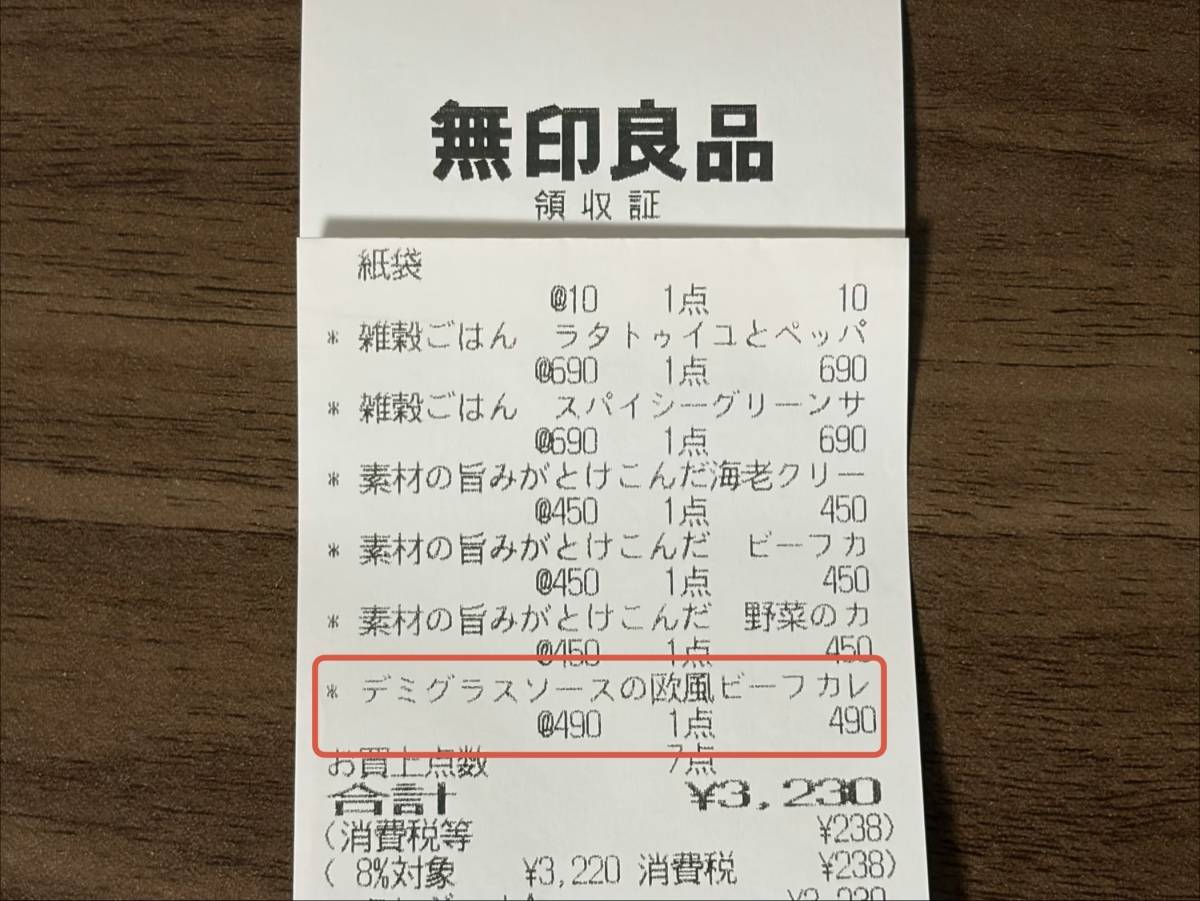 無印良品
領収証
紙袋
@10 1点 10
* 雑穀ごはん ラタトゥイユとペッパ
@690 1点 690
* 雑穀ごはん スパイシーグリーンサ
@690 1点 690
* 素材の旨みがとけこんだ海老クリー
@450 1点 450
* 素材の旨みがとけこんだ ビーフカ
@450 1点 450
* 素材の旨みがとけこんだ 野菜のカ
@450 1点 450
* デミグラスソースの欧風ビーフカレ
@490 1点 490
お買上点数 7点
合計 ¥3,230
(消費税等 ¥238)
( 8%対象 ¥3,220 消費税 ¥238)
¥3,230